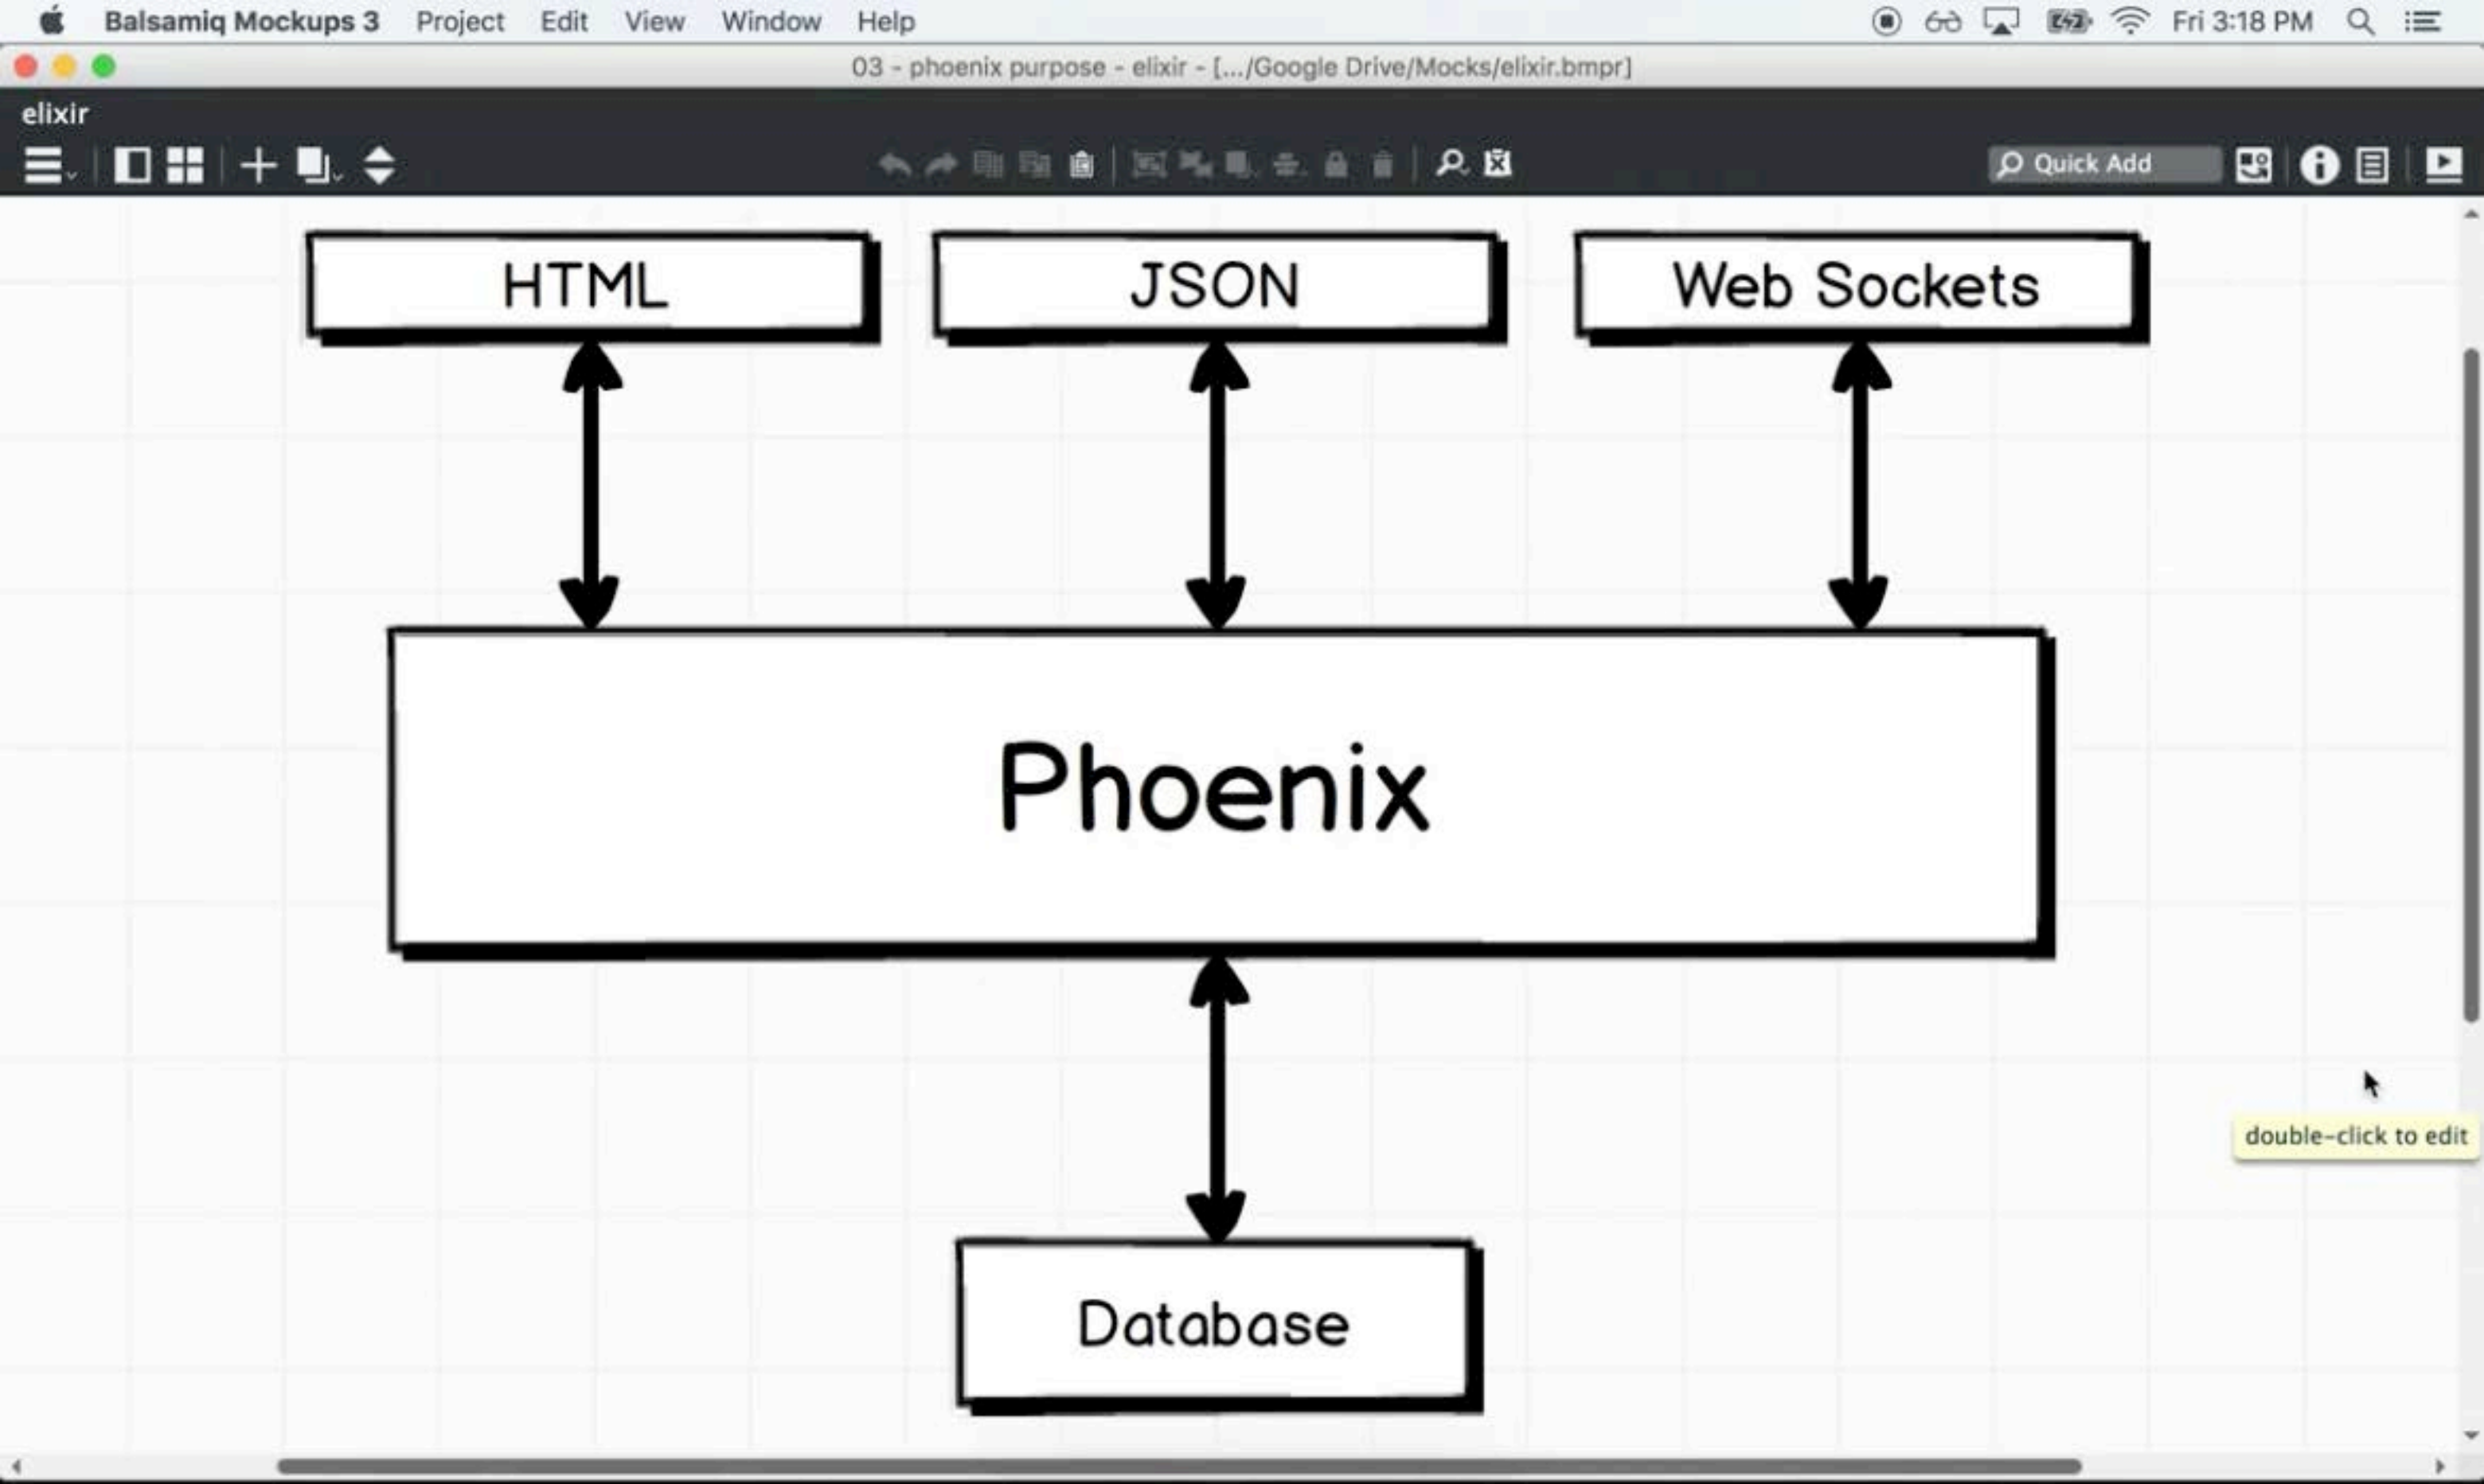 Balsamiq Mockups 3 Project Edit View Window Help Fri 3:18 PM
03 - phoenix purpose - elixir - [.../Google Drive/Mocks/elixir.bmpr]
elixir
Quick Add
HTML JSON Web Sockets
Phoenix
double-click to edit
Database